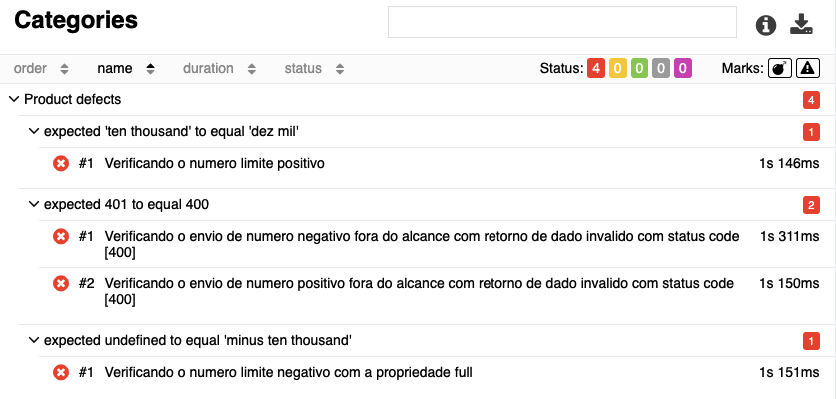 Categories
order name duration status Status: 4 0 0 0 0 Marks:
Product defects 4
expected 'ten thousand' to equal 'dez mil' 1
#1 Verificando o numero limite positivo 1s 146ms
expected 401 to equal 400 2
#1 Verificando o envio de numero negativo fora do alcance com retorno de dado invalido com status code 1s 311ms
[400]
#2 Verificando o envio de numero positivo fora do alcance com retorno de dado invalido com status code 1s 150ms
[400]
expected undefined to equal 'minus ten thousand' 1
#1 Verificando o numero limite negativo com a propriedade full 1s 151ms